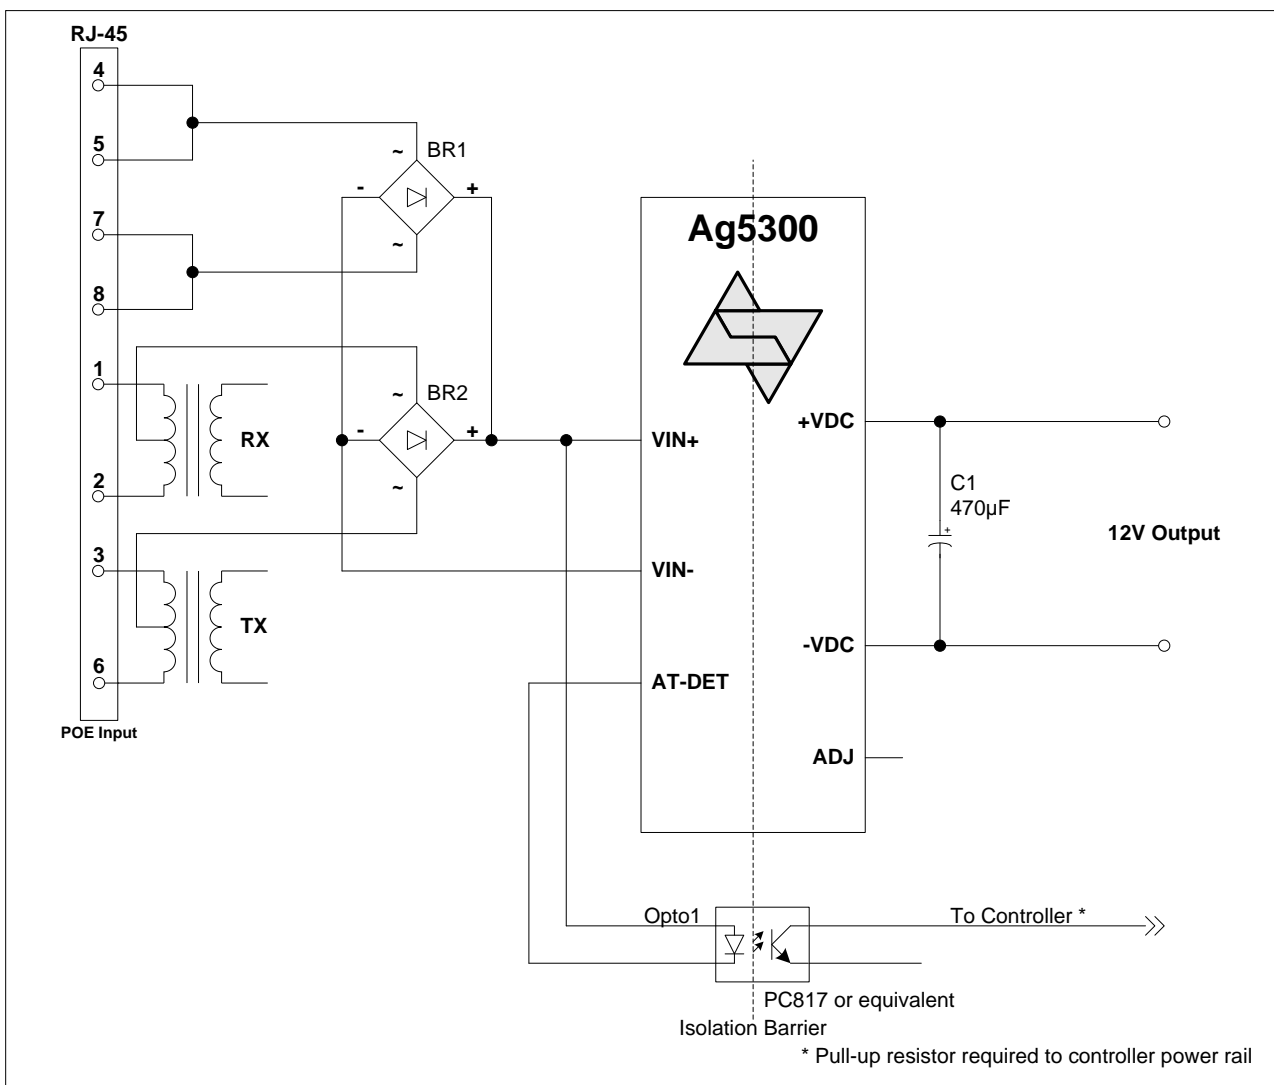 RJ-45
4
5
7
8
1
2
3
6
POE Input
~
BR1
-
+
~
~
BR2
-
+
~
RX
TX
Ag5300
VIN+
VIN-
AT-DET
+VDC
-VDC
ADJ
C1
470µF
+
12V Output
Opto1
To Controller *
PC817 or equivalent
Isolation Barrier
* Pull-up resistor required to controller power rail